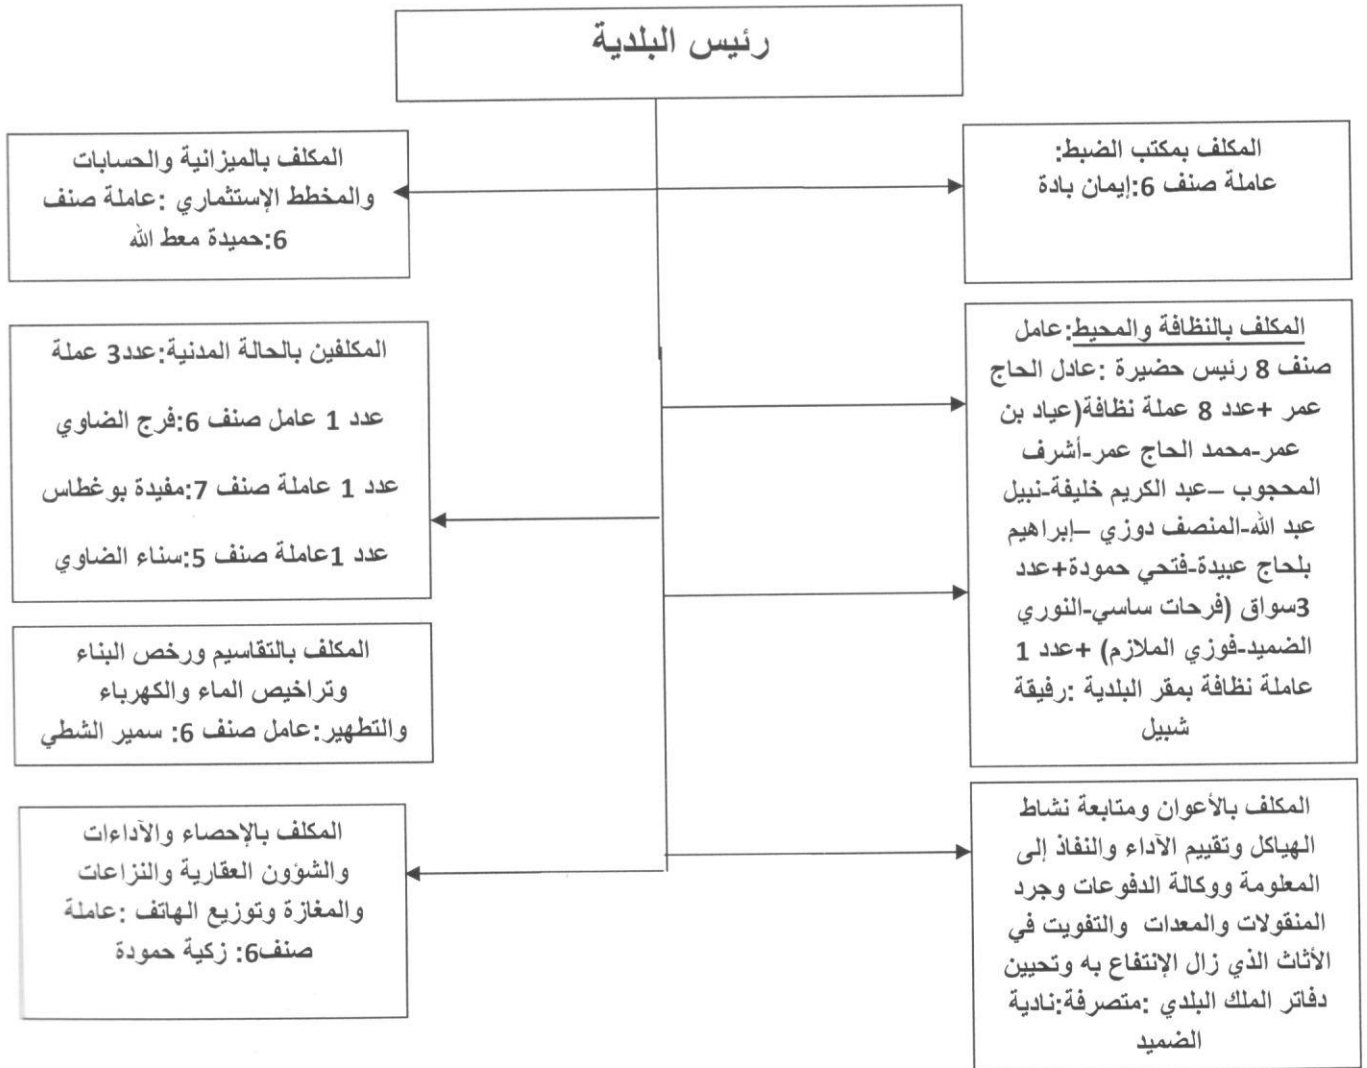 رئيس البلدية
المكلف بمكتب الضبط:
عاملة صنف 6:إيمان بادة
المكلف بالميزانية والحسابات
والمخطط الإستثماري :عاملة صنف
6:حميدة معط الله
المكلف بالنظافة والمحيط:عامل
صنف 8 رئيس حضيرة :عادل الحاج
عمر +عدد 8 عملة نظافة(عياد بن
عمر-محمد الحاج عمر-أشرف
المحجوب –عبد الكريم خليفة-نبيل
عبد الله-المنصف دوزي –إبراهيم
بلحاج عبيدة-فتحي حمودة+عدد
3سواق (فرحات ساسي-النوري
الضميد-فوزي الملازم) +عدد 1
عاملة نظافة بمقر البلدية :رفيقة
شبيل
المكلفين بالحالة المدنية:عدد3 عملة
عدد 1 عامل صنف 6:فرج الضاوي
عدد 1 عاملة صنف 7:مفيدة بوغطاس
عدد 1عاملة صنف 5:سناء الضاوي
المكلف بالتقاسيم ورخص البناء
وتراخيص الماء والكهرباء
والتطهير:عامل صنف 6: سمير الشطي
المكلف بالأعوان ومتابعة نشاط
الهياكل وتقييم الآداء والنفاذ إلى
المعلومة ووكالة الدفوعات وجرد
المنقولات والمعدات والتفويت في
الأثاث الذي زال الإنتفاع به وتحيين
دفاتر الملك البلدي :متصرفة:نادية
الضميد
المكلف بالإحصاء والآداءات
والشؤون العقارية والنزاعات
والمغازة وتوزيع الهاتف :عاملة
صنف6: زكية حمودة